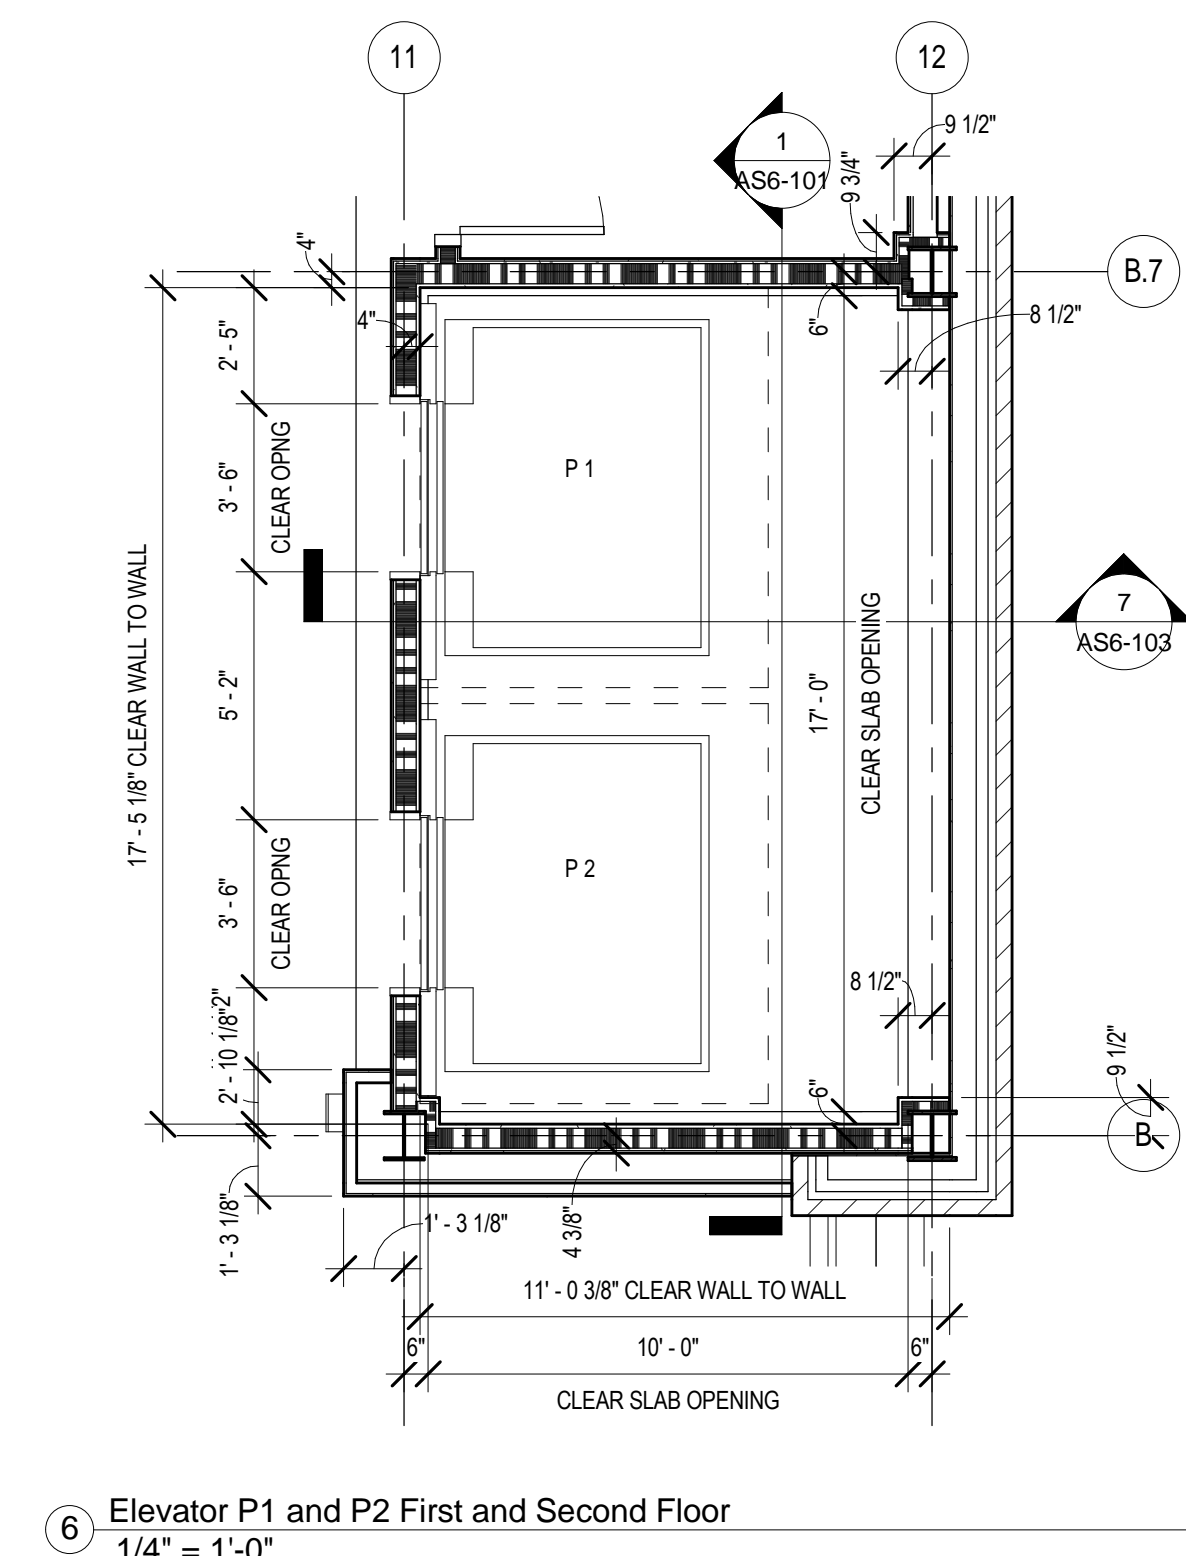 11
12
9 1/2"
1
AS6-101
9 3/4"
4"
B.7
4"
6"
8 1/2"
2' - 5"
3' - 6"
CLEAR OPNG
P 1
7
AS6-103
17' - 5 1/8" CLEAR WALL TO WALL
5' - 2"
17' - 0"
CLEAR SLAB OPENING
3' - 6"
CLEAR OPNG
P 2
8 1/2"
2' - 10 1/8"
6"
9 1/2"
B
1' - 3 1/8"
1' - 3 1/8"
4 3/8"
11' - 0 3/8" CLEAR WALL TO WALL
6"
10' - 0"
6"
CLEAR SLAB OPENING
6
Elevator P1 and P2 First and Second Floor
1/4" = 1'-0"